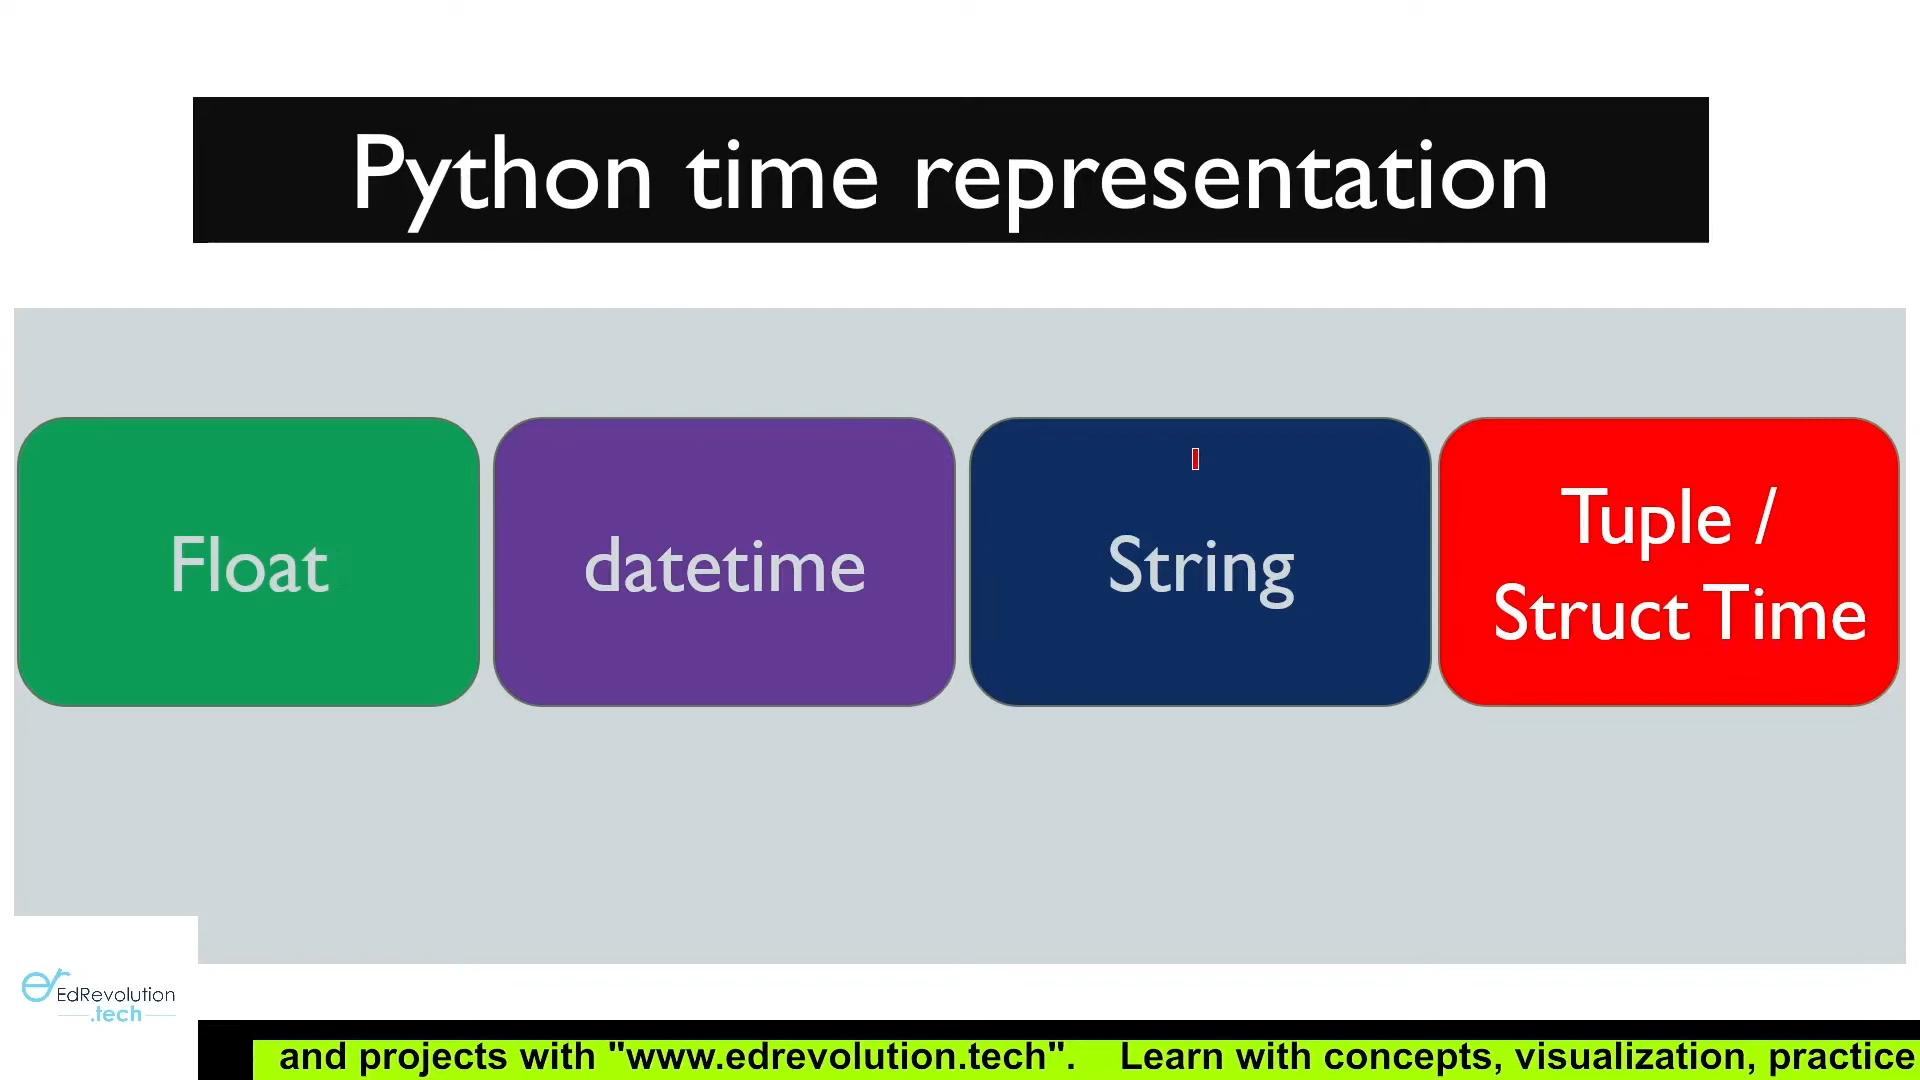 Python time representation
Float
datetime
String
Tuple /
Struct Time
er
EdRevolution
.tech
and projects with "www.edrevolution.tech". Learn with concepts, visualization, practice